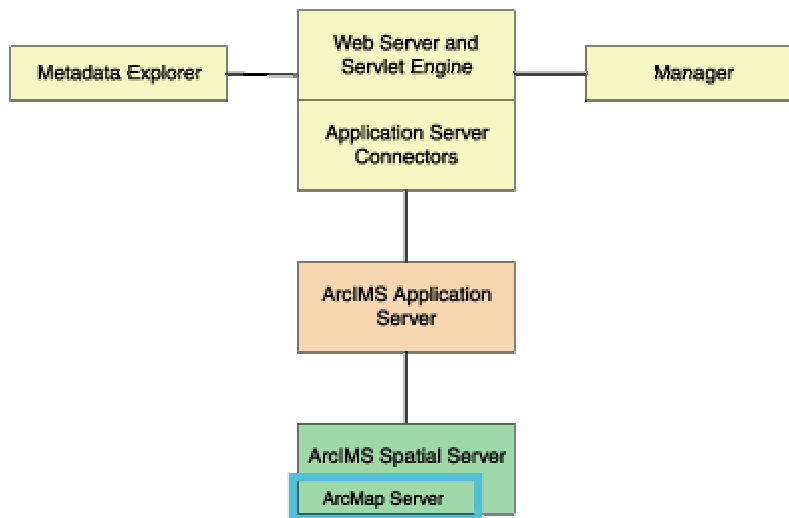 Web Server and
Servlet Engine
Metadata Explorer
Manager
Application Server
Connectors
ArcIMS Application
Server
ArcIMS Spatial Server
ArcMap Server